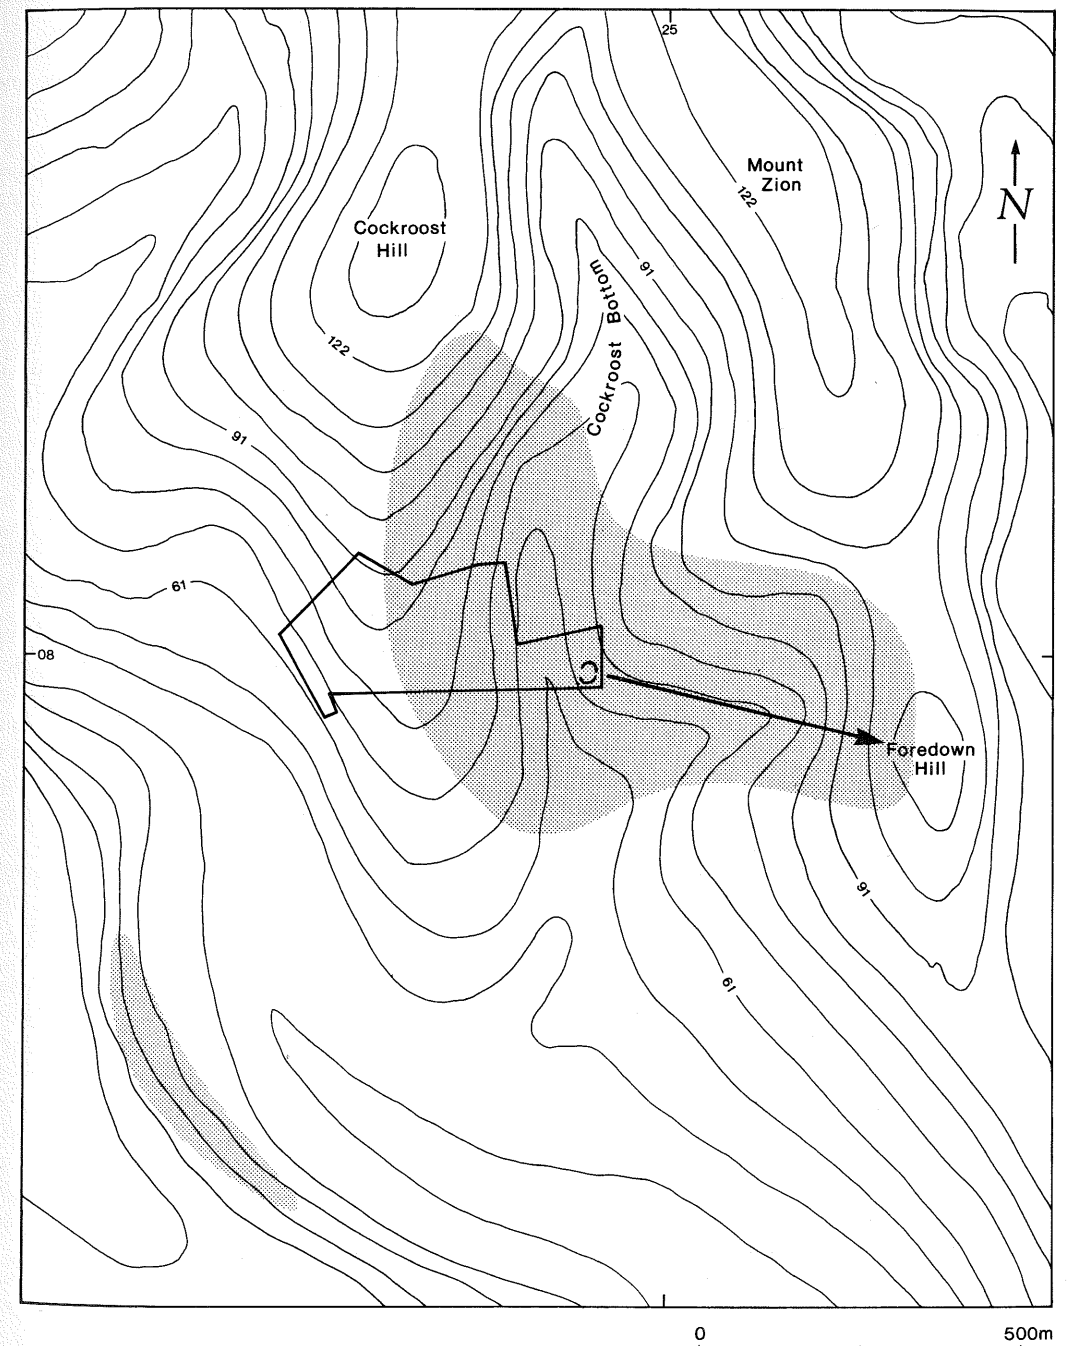 25
Mount
Zion
122
N
Cockroost
Hill
91
Cockroost Bottom
122
91
61
08
Foredown
Hill
91
61
0 500m